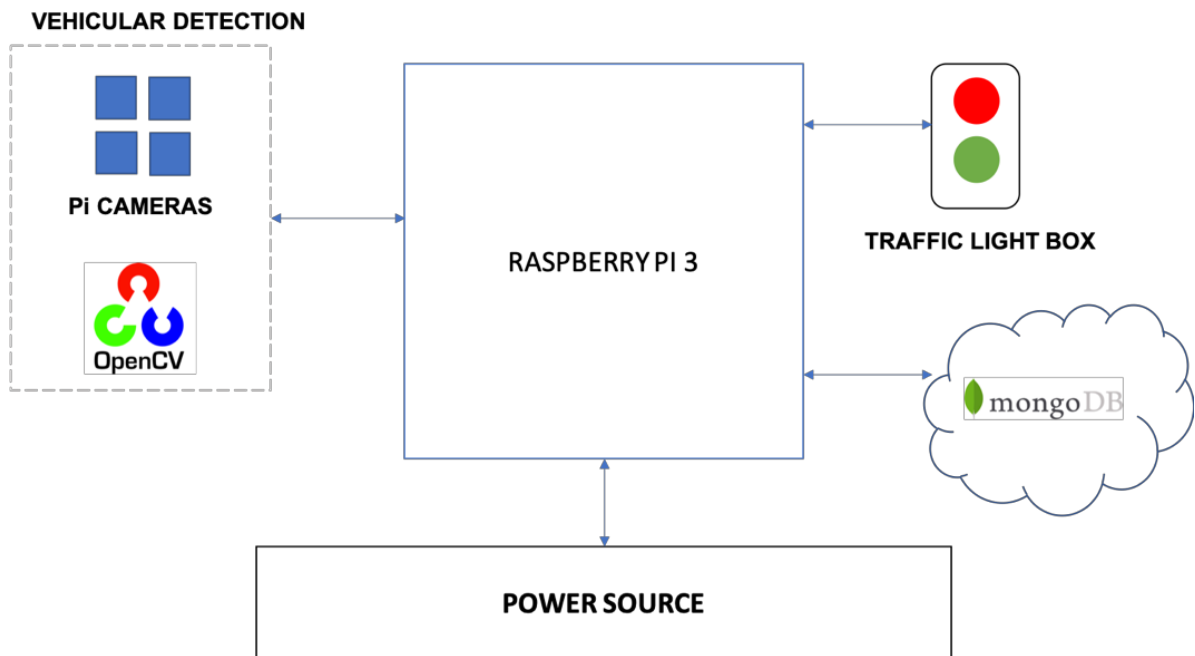 VEHICULAR DETECTION
Pi CAMERAS
OpenCV
RASPBERRY PI 3
TRAFFIC LIGHT BOX
mongoDB
POWER SOURCE